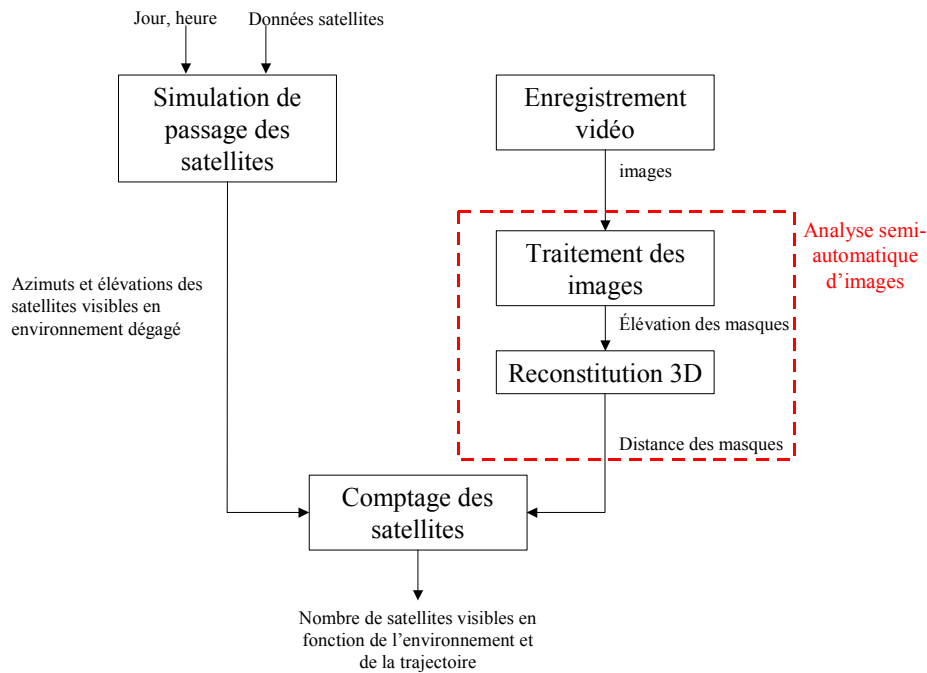 Jour, heure
Données satellites
Simulation de
passage des
satellites
Enregistrement
vidéo
images
Analyse semi-
automatique
d'images
Traitement des
images
Azimuts et élévations des
satellites visibles en
environnement dégagé
Élévation des masques
Reconstitution 3D
Distance des masques
Comptage des
satellites
Nombre de satellites visibles en
fonction de l'environnement et
de la trajectoire